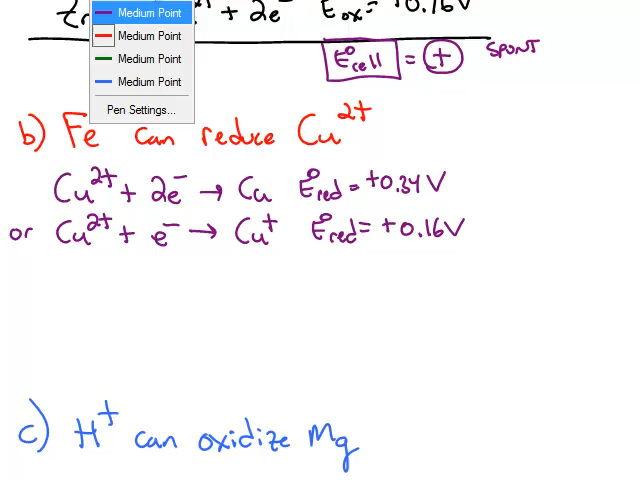 + 2e⁻ E°ox = +0.76V
Medium Point
Medium Point
Medium Point
Medium Point
Pen Settings...
E°cell = + SPONT
b) Fe can reduce Cu²⁺
Cu²⁺ + 2e⁻ → Cu E°red = +0.34V
or Cu²⁺ + e⁻ → Cu⁺ E°red = +0.16V
c) H⁺ can oxidize Mg